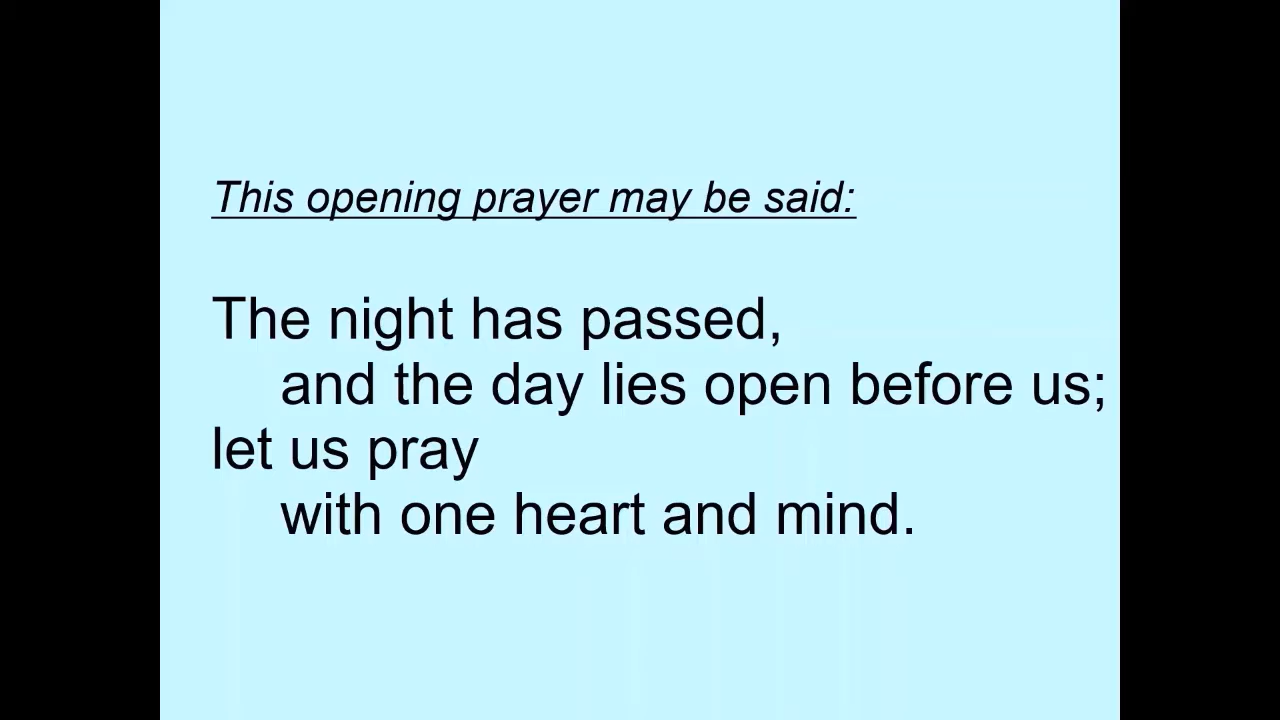 This opening prayer may be said:
The night has passed,
and the day lies open before us;
let us pray
with one heart and mind.